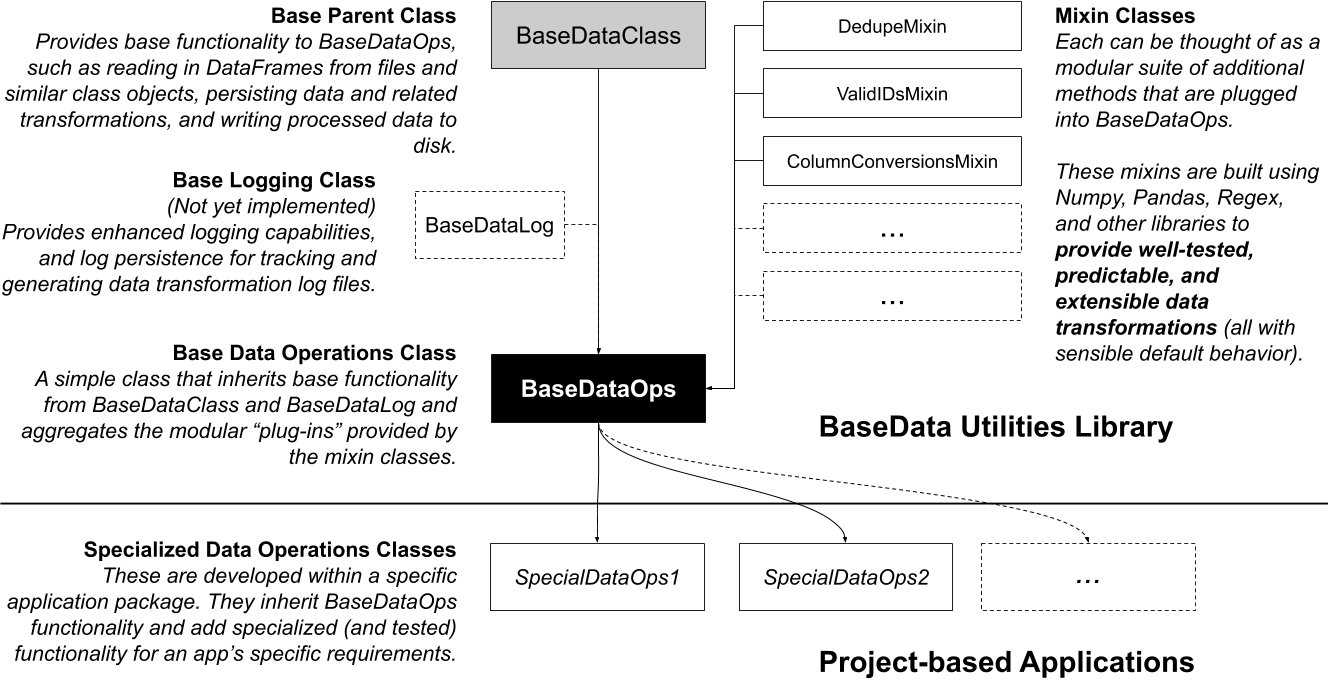 Base Parent Class
Provides base functionality to BaseDataOps,
such as reading in DataFrames from files and
similar class objects, persisting data and related
transformations, and writing processed data to
disk.
BaseDataClass
DedupeMixin
ValidIDsMixin
ColumnConversionsMixin
...
...
Mixin Classes
Each can be thought of as a
modular suite of additional
methods that are plugged
into BaseDataOps.
These mixins are built using
Numpy, Pandas, Regex,
and other libraries to
provide well-tested,
predictable, and
extensible data
transformations (all with
sensible default behavior).
Base Logging Class
(Not yet implemented)
Provides enhanced logging capabilities,
and log persistence for tracking and
generating data transformation log files.
BaseDataLog
Base Data Operations Class
A simple class that inherits base functionality
from BaseDataClass and BaseDataLog and
aggregates the modular “plug-ins” provided by
the mixin classes.
BaseDataOps
BaseData Utilities Library
Specialized Data Operations Classes
These are developed within a specific
application package. They inherit BaseDataOps
functionality and add specialized (and tested)
functionality for an app’s specific requirements.
SpecialDataOps1
SpecialDataOps2
...
Project-based Applications